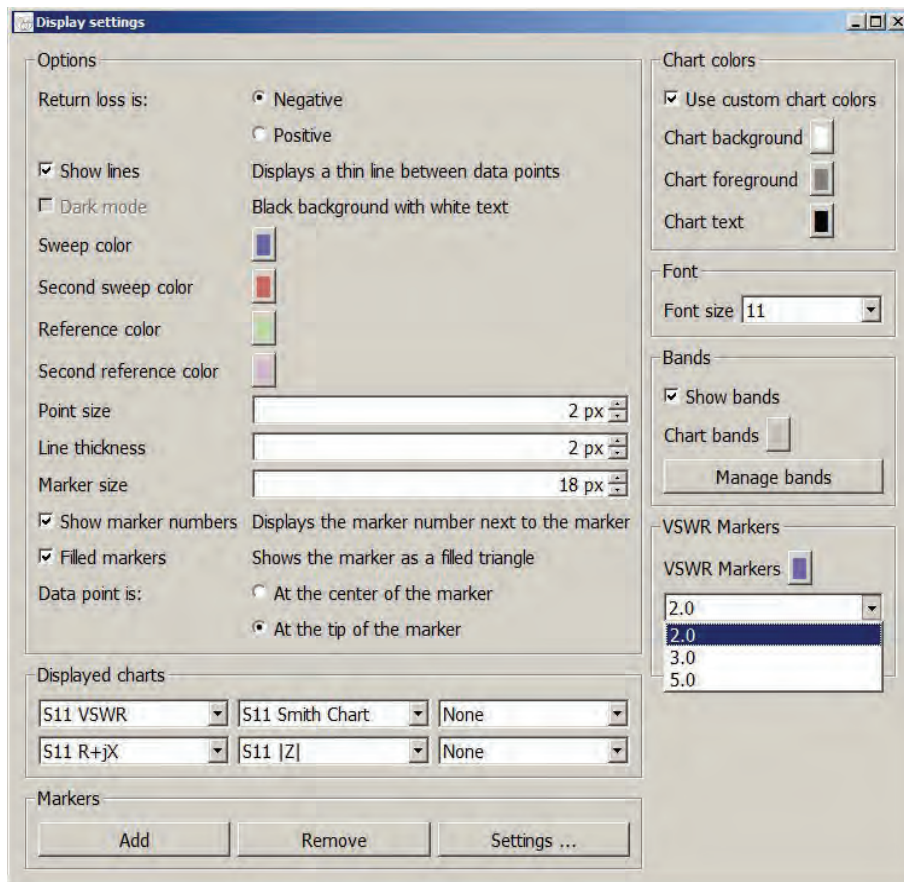 Display settings
Options
Return loss is:
Negative
Positive
Show lines
Displays a thin line between data points
Dark mode
Black background with white text
Sweep color
Second sweep color
Reference color
Second reference color
Point size
2 px
Line thickness
2 px
Marker size
18 px
Show marker numbers
Displays the marker number next to the marker
Filled markers
Shows the marker as a filled triangle
Data point is:
At the center of the marker
At the tip of the marker
Displayed charts
S11 VSWR
S11 Smith Chart
None
S11 R+jX
S11 |Z|
None
Markers
Add
Remove
Settings ...
Chart colors
Use custom chart colors
Chart background
Chart foreground
Chart text
Font
Font size
11
Bands
Show bands
Chart bands
Manage bands
VSWR Markers
VSWR Markers
2.0
2.0
3.0
5.0